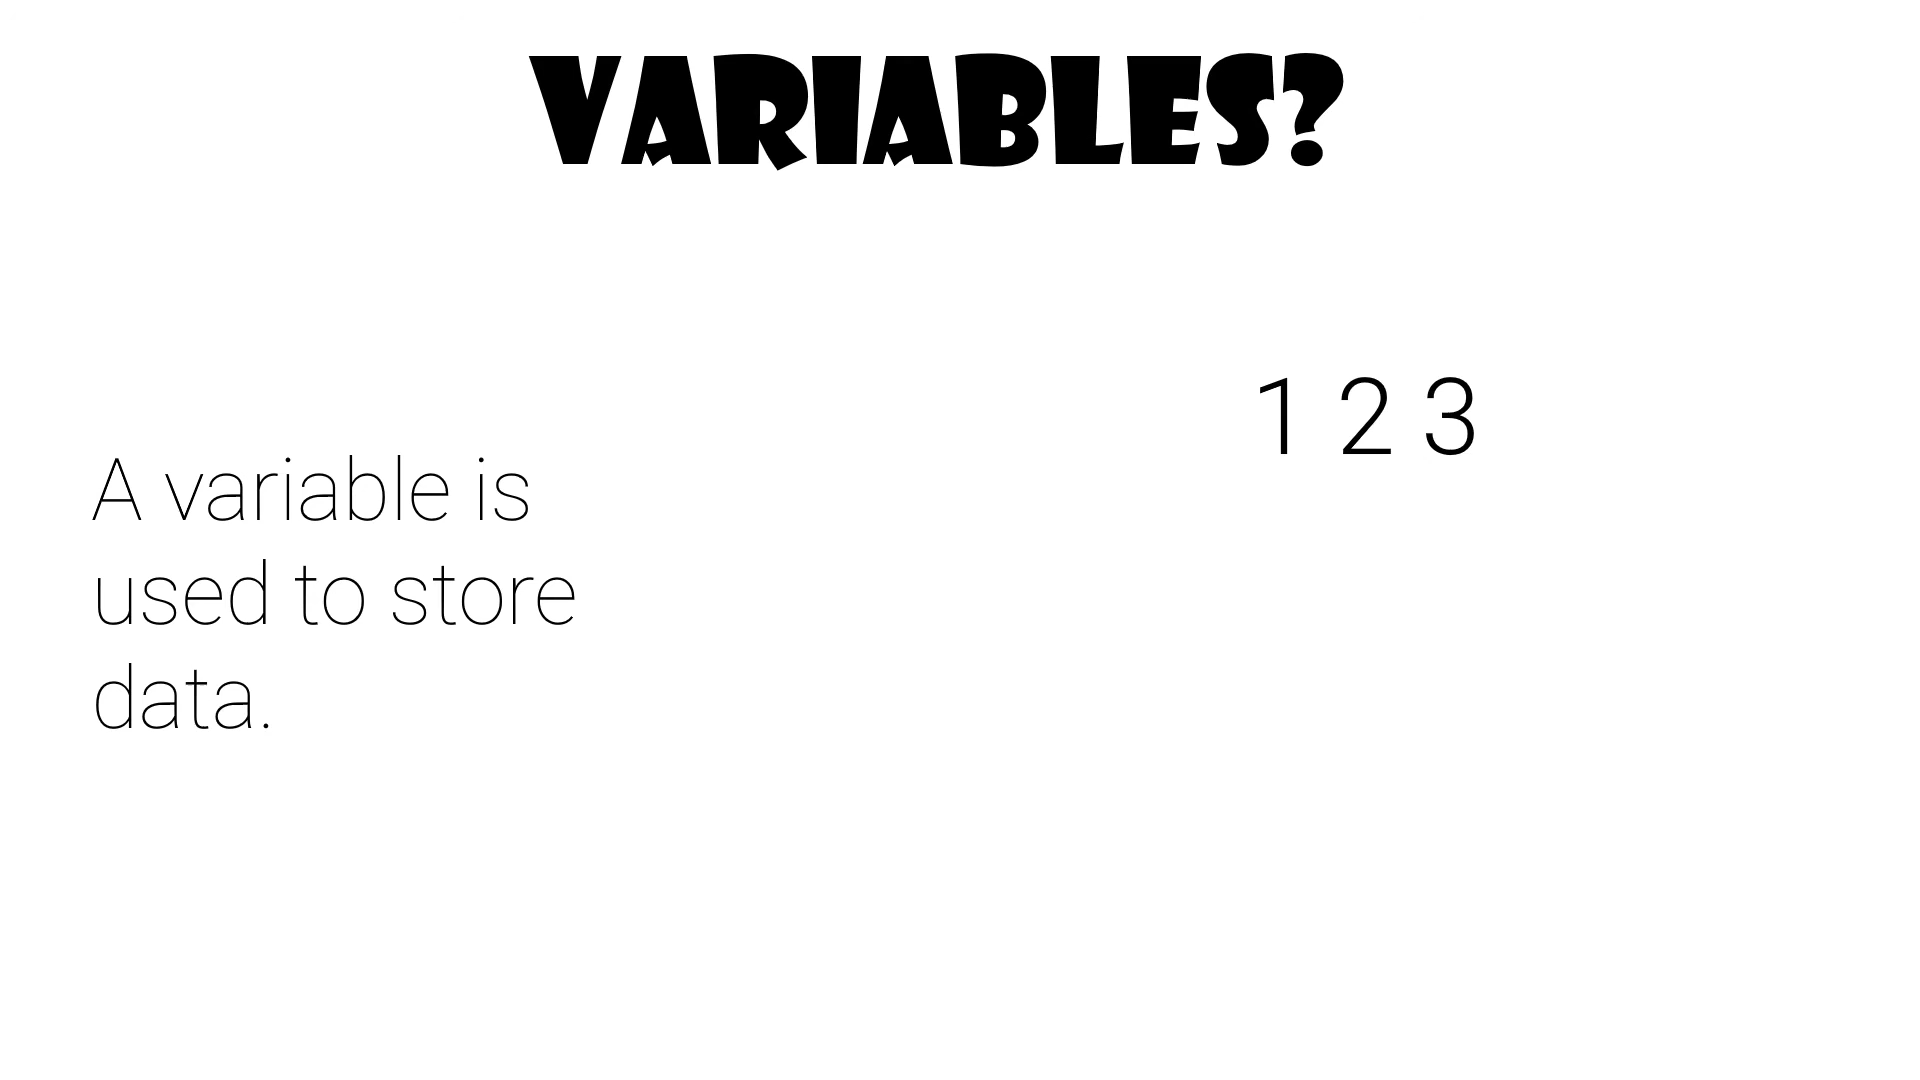 VARIABLES?
A variable is
used to store
data.
1 2 3